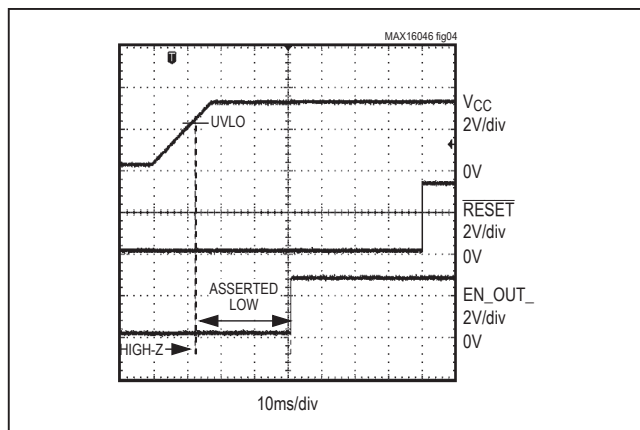 MAX16046 fig04
T
UVLO
VCC
2V/div
0V
RESET
2V/div
0V
ASSERTED
LOW
EN_OUT_
2V/div
0V
HIGH-Z
10ms/div